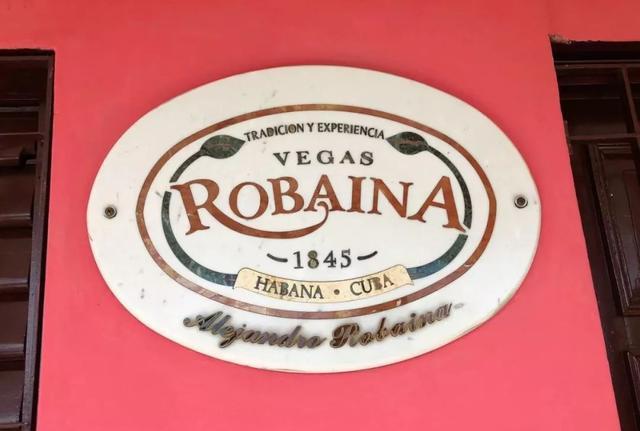 TRADICION Y EXPERIENCIA
VEGAS
ROBAINA
1845
HABANA · CUBA
Alejandro Robaina